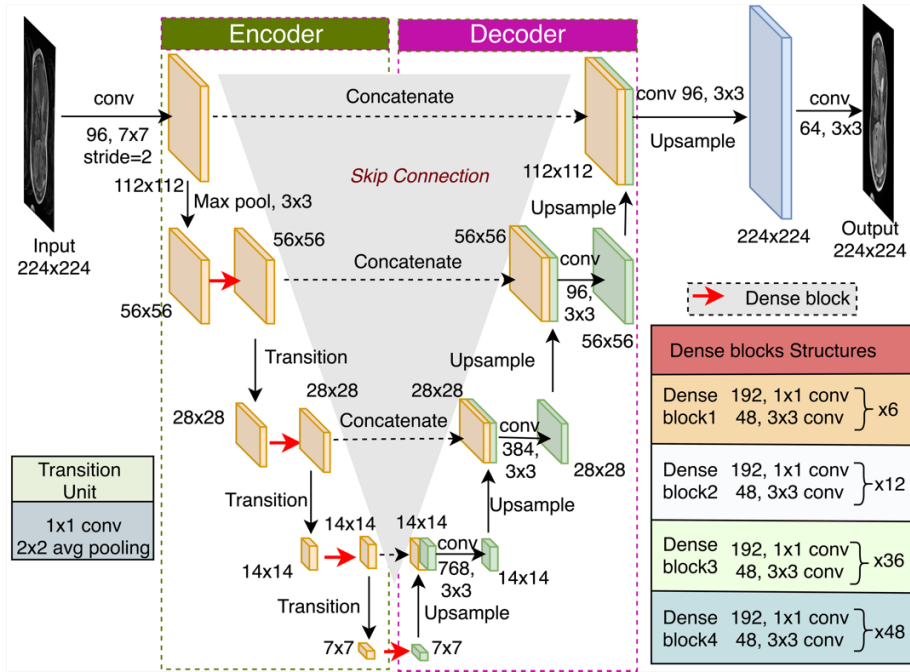 Encoder
Decoder
conv
96, 7x7
stride=2
Input
224x224
112x112
Max pool, 3x3
56x56
56x56
Transition
28x28
28x28
Transition
14x14
14x14
Transition
7x7
Concatenate
Skip Connection
Concatenate
Concatenate
7x7
Upsample
14x14
conv
768,
3x3
14x14
Upsample
28x28
conv
384,
3x3
28x28
Upsample
56x56
conv
96,
3x3
56x56
Upsample
112x112
conv 96, 3x3
Upsample
224x224
conv
64, 3x3
Output
224x224
Dense block
Transition
Unit
1x1 conv
2x2 avg pooling
Dense blocks Structures
Dense 192, 1x1 conv
block1 48, 3x3 conv
x6
Dense 192, 1x1 conv
block2 48, 3x3 conv
x12
Dense 192, 1x1 conv
block3 48, 3x3 conv
x36
Dense 192, 1x1 conv
block4 48, 3x3 conv
x48